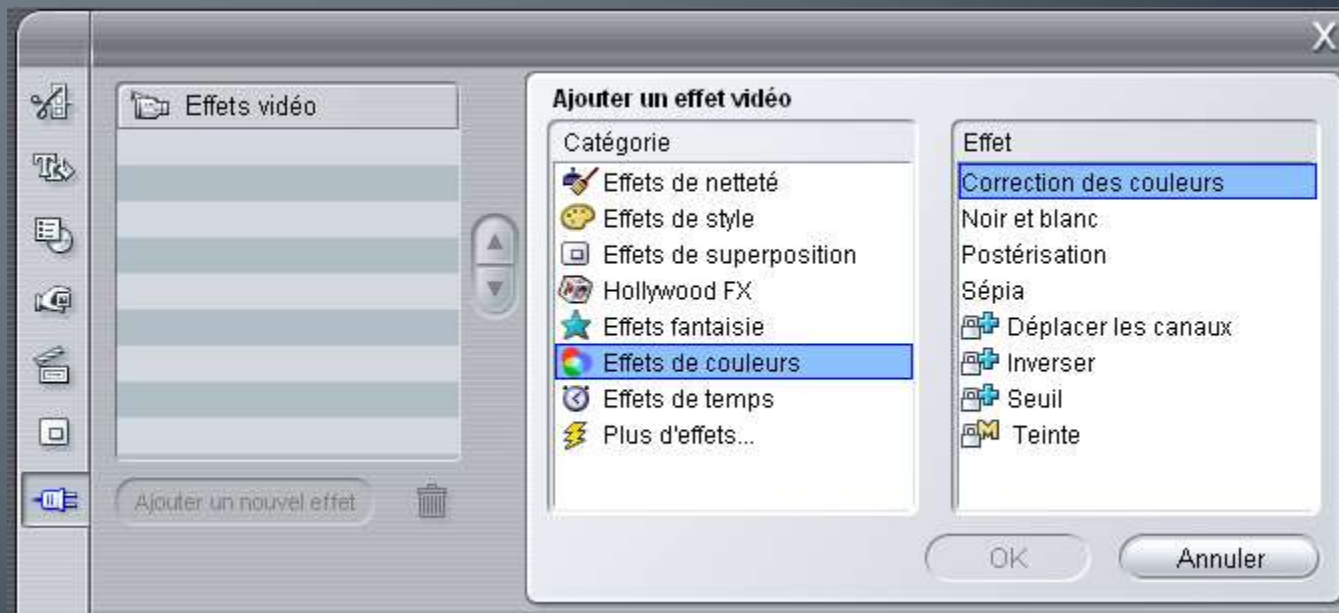 X
Effets vidéo
Ajouter un nouvel effet
Ajouter un effet vidéo
Catégorie
Effets de netteté
Effets de style
Effets de superposition
Hollywood FX
Effets fantaisie
Effets de couleurs
Effets de temps
Plus d'effets...
Effet
Correction des couleurs
Noir et blanc
Postérisation
Sépia
Déplacer les canaux
Inverser
Seuil
Teinte
OK
Annuler